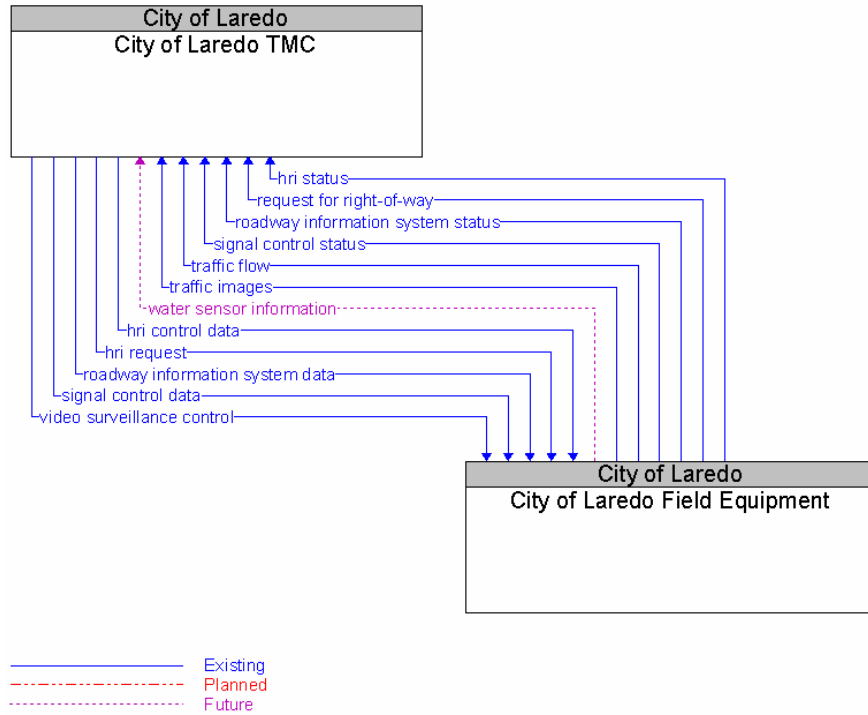 City of Laredo
City of Laredo TMC
hri status
request for right-of-way
roadway information system status
signal control status
traffic flow
traffic images
water sensor information
hri control data
hri request
roadway information system data
signal control data
video surveillance control
City of Laredo
City of Laredo Field Equipment
Existing
Planned
Future